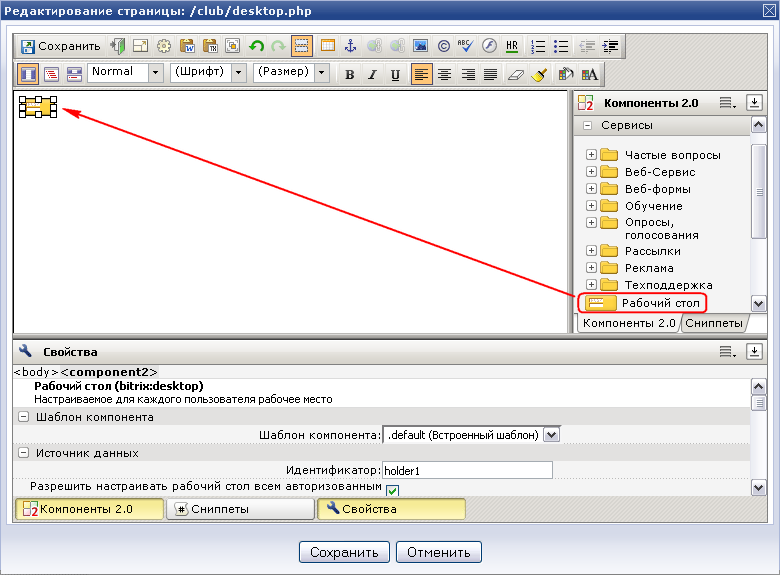 Редактирование страницы: /club/desktop.php
Сохранить
HR
Normal (Шрифт) (Размер) B I U A
Компоненты 2.0
Сервисы
Частые вопросы
Веб-Сервис
Веб-формы
Обучение
Опросы,
голосования
Рассылки
Реклама
Техподдержка
Рабочий стол
Компоненты 2.0 Сниппеты
Свойства
<body><component2>
Рабочий стол (bitrix:desktop)
Настраиваемое для каждого пользователя рабочее место
Шаблон компонента
Шаблон компонента: .default (Встроенный шаблон)
Источник данных
Идентификатор: holder1
Разрешить настраивать рабочий стол всем авторизованным
Компоненты 2.0 Сниппеты Свойства
Сохранить Отменить